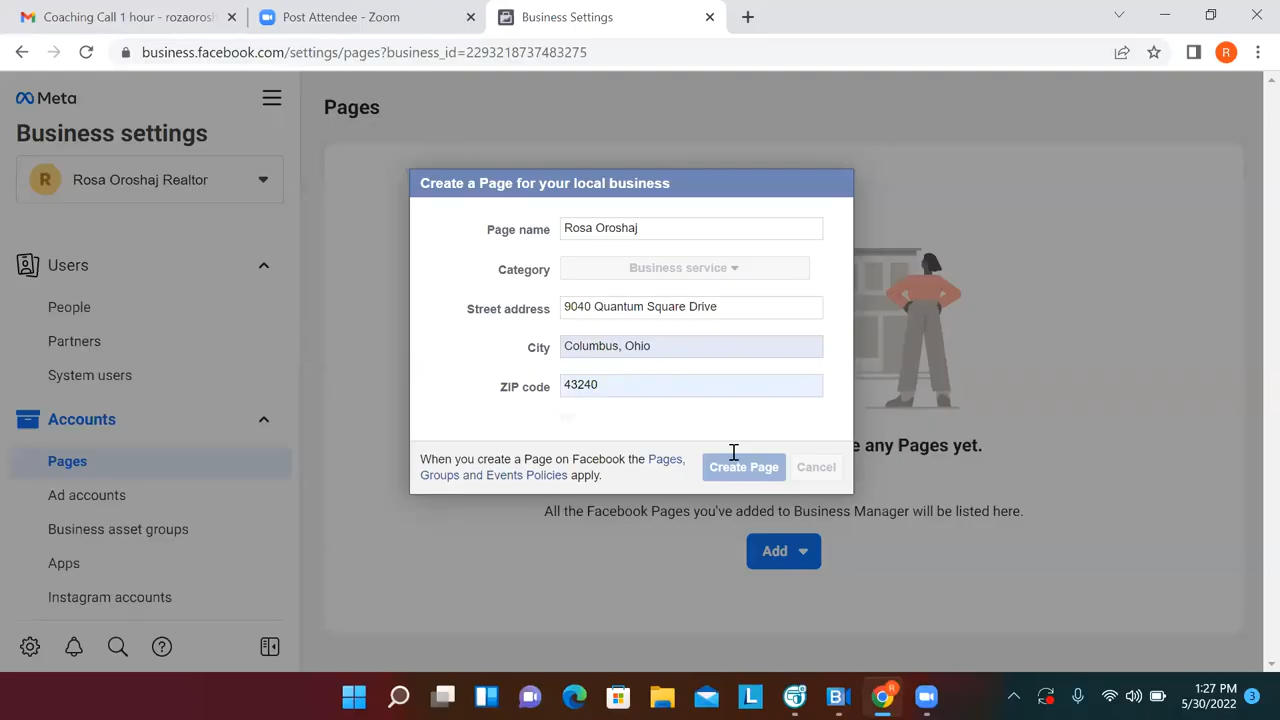 Coaching Call 1 hour - rozaorosh
Post Attendee - Zoom
Business Settings
business.facebook.com/settings/pages?business_id=2293218737483275
R
Meta
Business settings
R
Rosa Oroshaj Realtor
Users
People
Partners
System users
Accounts
Pages
Ad accounts
Business asset groups
Apps
Instagram accounts
Pages
Create a Page for your local business
Page name
Rosa Oroshaj
Category
Business service
Street address
9040 Quantum Square Drive
City
Columbus, Ohio
ZIP code
43240
When you create a Page on Facebook the Pages,
Groups and Events Policies apply.
Create Page
Cancel
e any Pages yet.
All the Facebook Pages you've added to Business Manager will be listed here.
Add
L
B
R
1:27 PM
5/30/2022
3